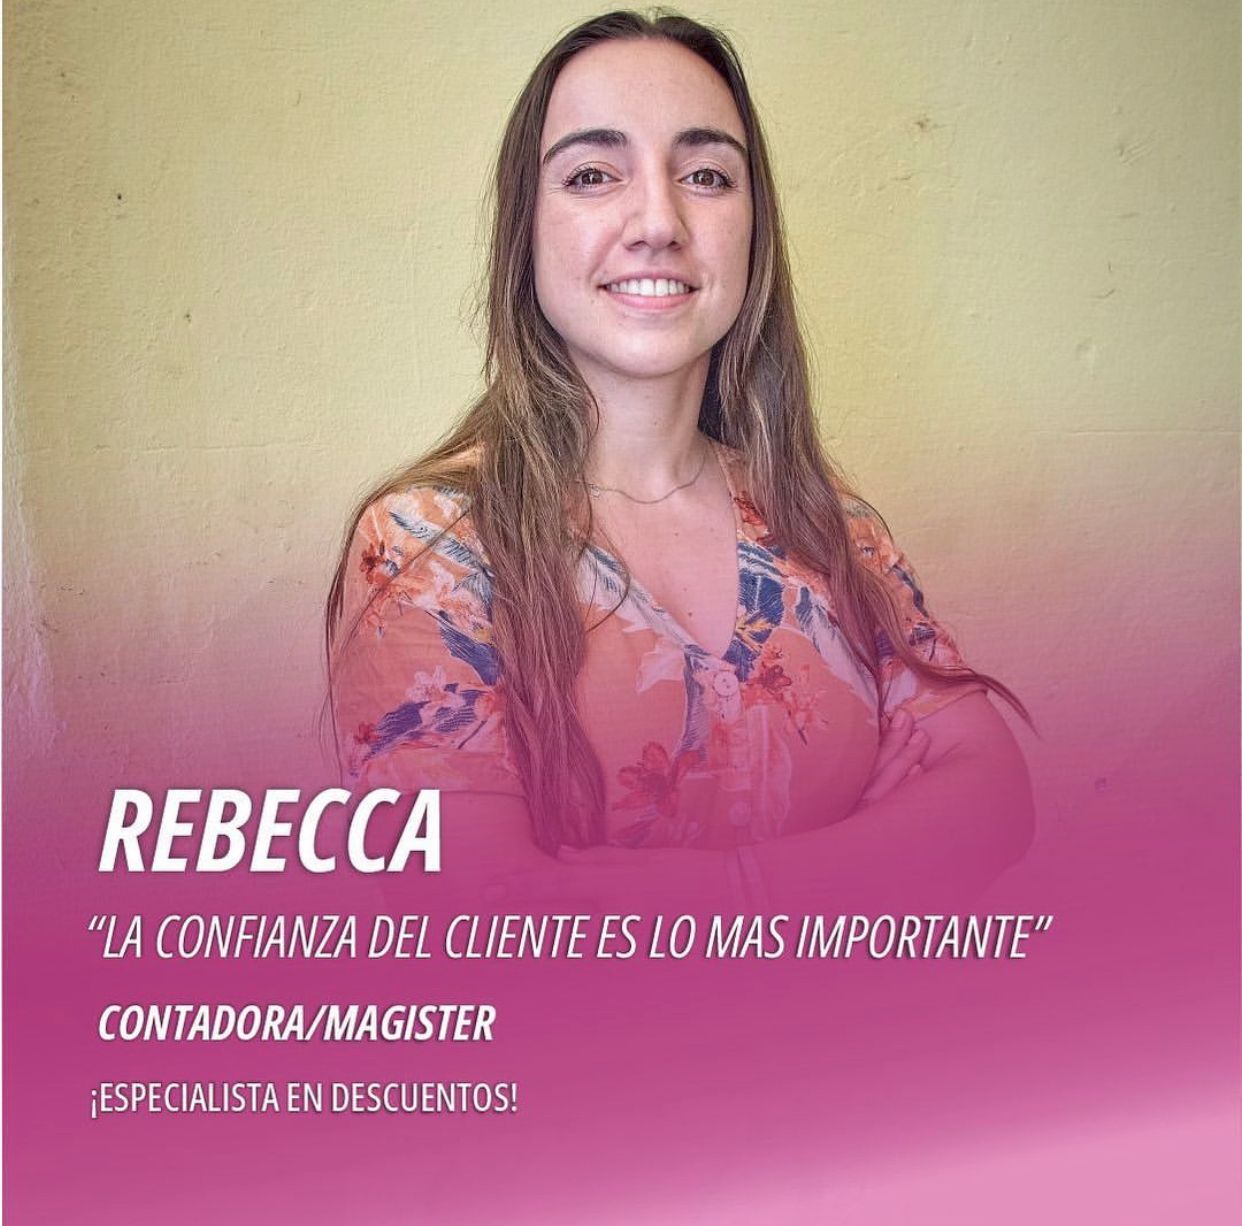 REBECCA
“LA CONFIANZA DEL CLIENTE ES LO MAS IMPORTANTE”
CONTADORA/MAGISTER
¡ESPECIALISTA EN DESCUENTOS!